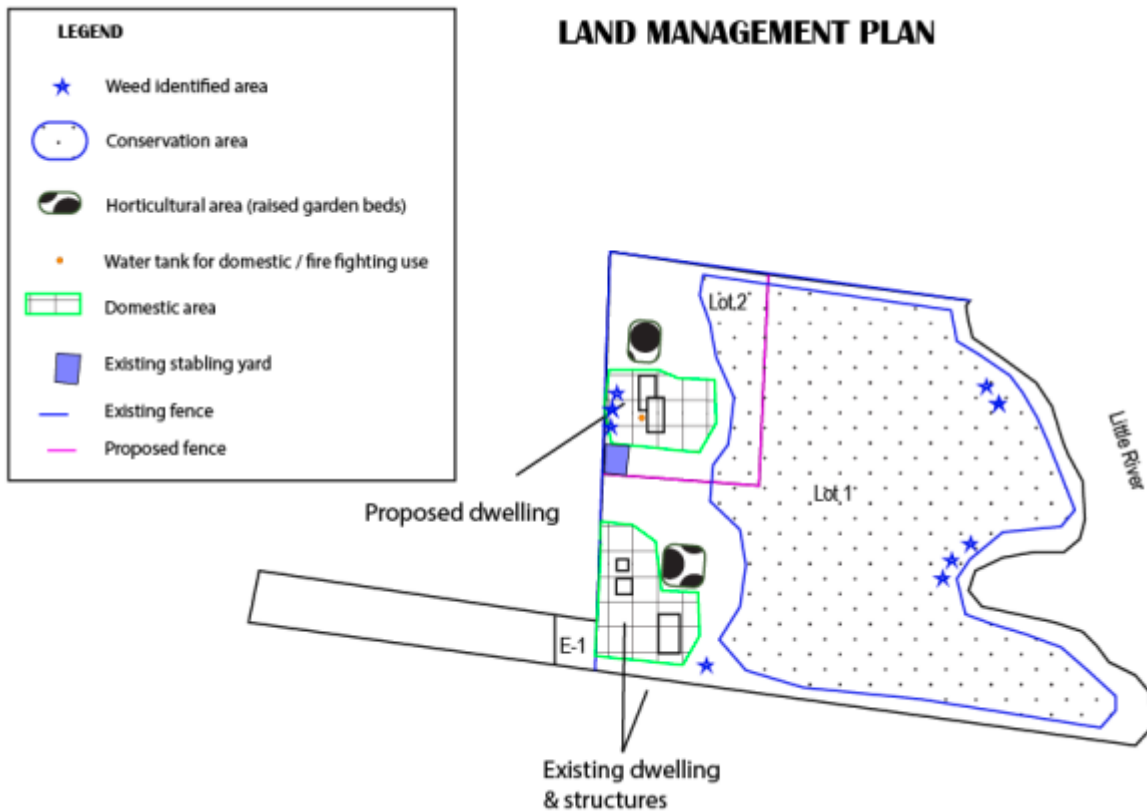 LEGEND
Weed identified area
Conservation area
Horticultural area (raised garden beds)
Water tank for domestic / fire fighting use
Domestic area
Existing stabling yard
Existing fence
Proposed fence
LAND MANAGEMENT PLAN
Lot.2
Little River
Lot.1
Proposed dwelling
E-1
Existing dwelling
& structures